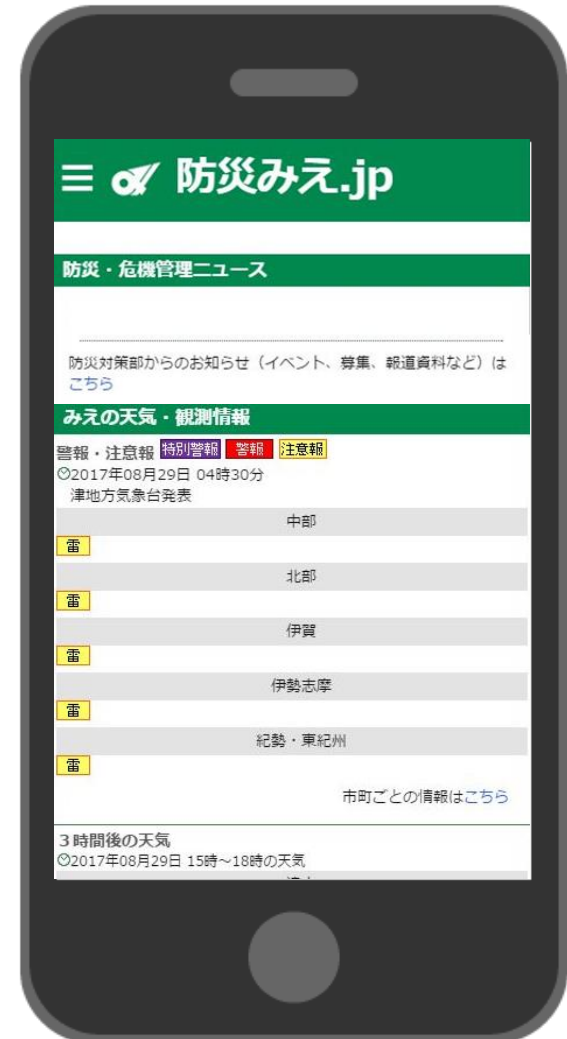 防災みえ.jp
防災・危機管理ニュース
防災対策部からのお知らせ（イベント、募集、報道資料など）は
こちら
みえの天気・観測情報
警報・注意報 特別警報 警報 注意報
2017年08月29日 04時30分
津地方気象台発表
中部
雷
北部
雷
伊賀
雷
伊勢志摩
雷
紀勢・東紀州
雷
市町ごとの情報はこちら
３時間後の天気
2017年08月29日 15時～18時の天気